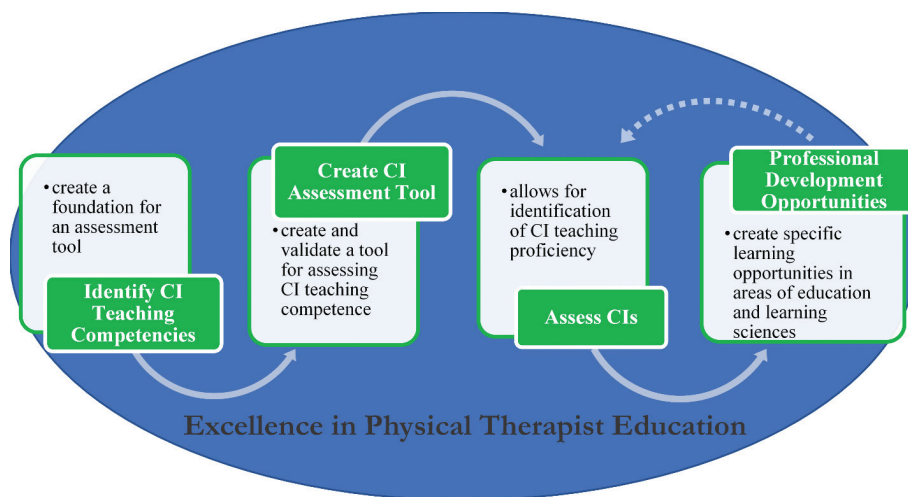 • create a
foundation for
an assessment
tool
Identify CI
Teaching
Competencies
Create CI
Assessment Tool
• create and
validate a tool
for assessing
CI teaching
competence
• allows for
identification
of CI teaching
proficiency
Assess CIs
Professional
Development
Opportunities
• create specific
learning
opportunities in
areas of education
and learning
sciences
Excellence in Physical Therapist Education